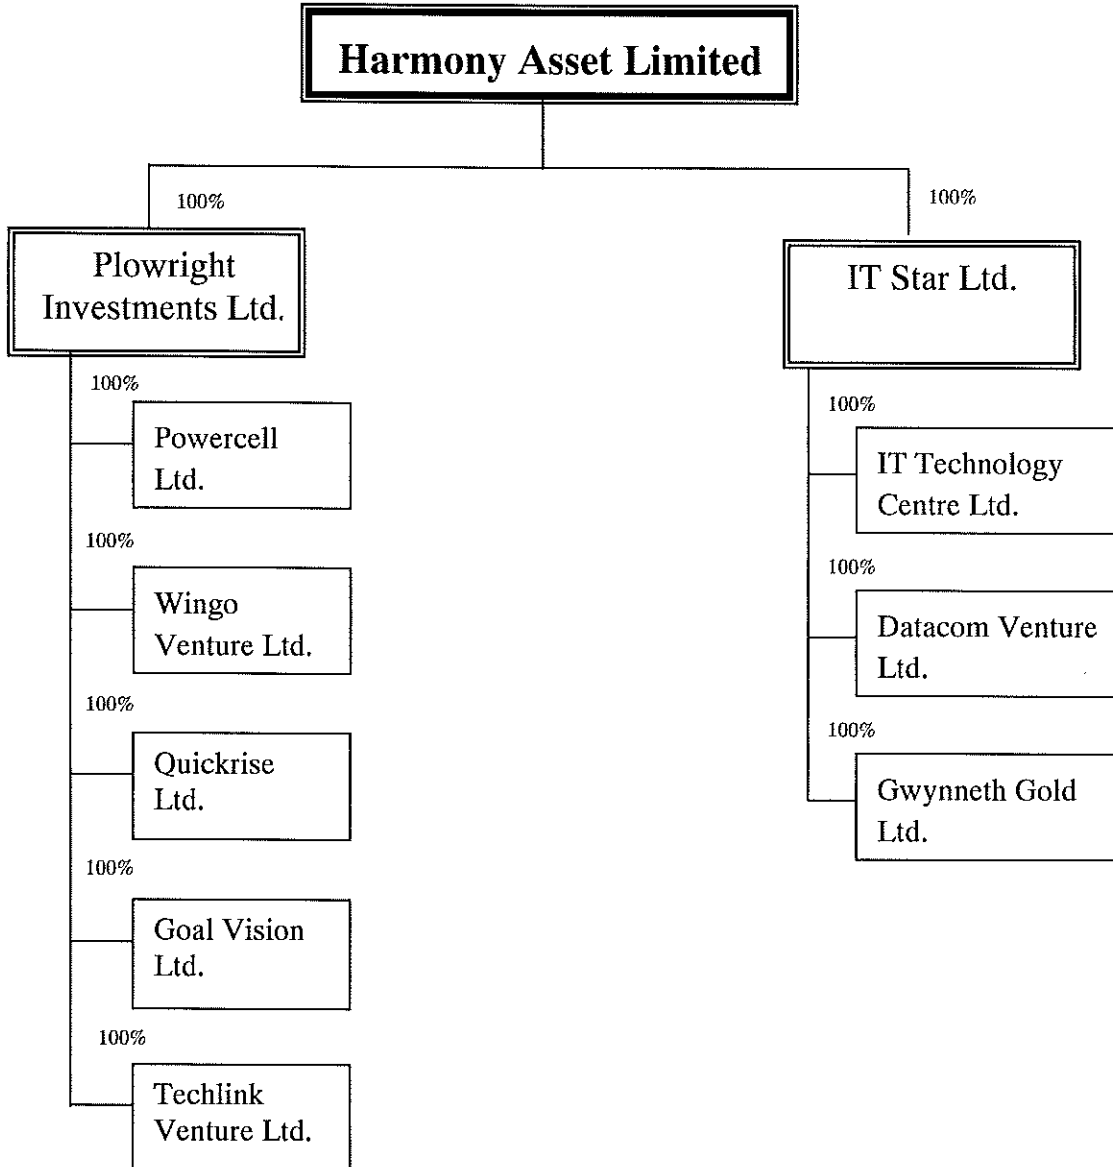 Harmony Asset Limited
100%
100%
Plowright
Investments Ltd.
IT Star Ltd.
100%
Powercell
Ltd.
100%
Wingo
Venture Ltd.
100%
Quickrise
Ltd.
100%
Goal Vision
Ltd.
100%
Techlink
Venture Ltd.
100%
IT Technology
Centre Ltd.
100%
Datacom Venture
Ltd.
100%
Gwynneth Gold
Ltd.